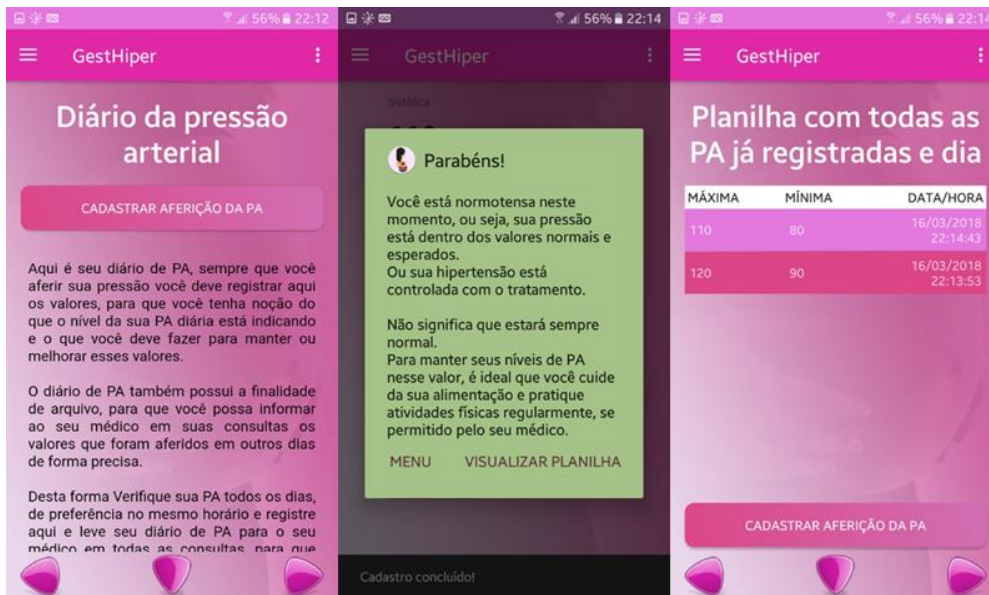 56% 22:12
GestHiper
Diário da pressão
arterial
CADASTRAR AFERIÇÃO DA PA
Aqui é seu diário de PA, sempre que você
aferir sua pressão você deve registrar aqui
os valores, para que você tenha noção do
que o nível da sua PA diária está indicando
e o que você deve fazer para manter ou
melhorar esses valores.
O diário de PA também possui a finalidade
de arquivo, para que você possa informar
ao seu médico em suas consultas os
valores que foram aferidos em outros dias
de forma precisa.
Desta forma Verifique sua PA todos os dias,
de preferência no mesmo horário e registre
aqui e leve seu diário de PA para o seu
médico em todas as consultas, para que
56% 22:14
GestHiper
Sistólica
Parabéns!
Você está normotensa neste
momento, ou seja, sua pressão
está dentro dos valores normais e
esperados.
Ou sua hipertensão está
controlada com o tratamento.
Não significa que estará sempre
normal.
Para manter seus níveis de PA
nesse valor, é ideal que você cuide
da sua alimentação e pratique
atividades físicas regularmente, se
permitido pelo seu médico.
MENU VISUALIZAR PLANILHA
Cadastro concluído!
56% 22:14
GestHiper
Planilha com todas as
PA já registradas e dia
MÁXIMA MÍNIMA DATA/HORA
110 80 16/03/2018
22:14:43
120 90 16/03/2018
22:13:53
CADASTRAR AFERIÇÃO DA PA